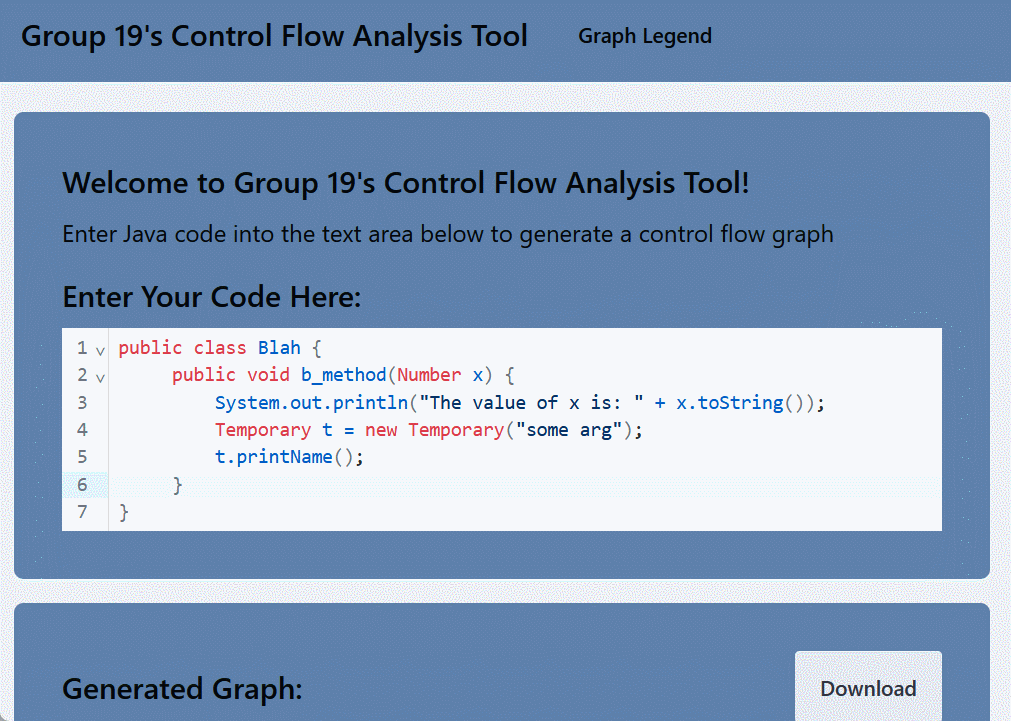 Group 19's Control Flow Analysis Tool Graph Legend
Welcome to Group 19's Control Flow Analysis Tool!
Enter Java code into the text area below to generate a control flow graph
Enter Your Code Here:
1 public class Blah {
2 public void b_method(Number x) {
3 System.out.println("The value of x is: " + x.toString());
4 Temporary t = new Temporary("some arg");
5 t.printName();
6 }
7 }
Generated Graph:
Download